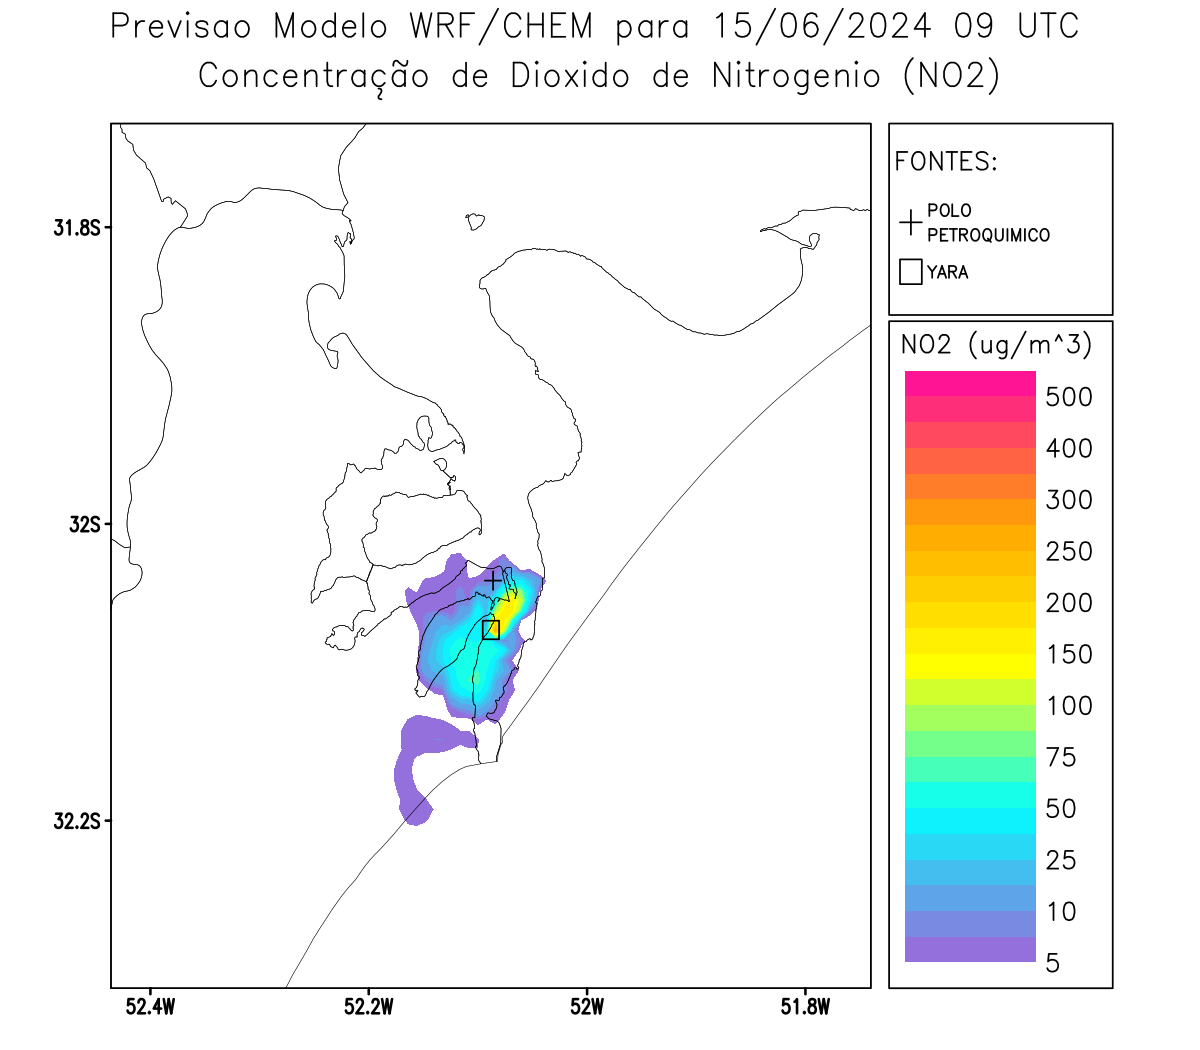 Previsao Modelo WRF/CHEM para 15/06/2024 09 UTC
Concentração de Dioxido de Nitrogenio (NO2)
FONTES:
POLO
PETROQUIMICO
YARA
NO2 (ug/m^3)
500
400
300
250
200
150
100
75
50
25
10
5
31.8S
32S
32.2S
52.4W
52.2W
52W
51.8W